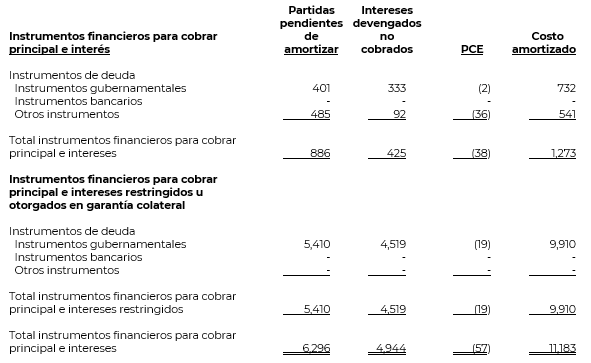 Partidas Intereses
pendientes devengados
Instrumentos financieros para cobrar de no Costo
principal e interés amortizar cobrados PCE amortizado
Instrumentos de deuda
Instrumentos gubernamentales 401 333 (2) 732
Instrumentos bancarios - - - -
Otros instrumentos 485 92 (36) 541
Total instrumentos financieros para cobrar
principal e intereses 886 425 (38) 1,273
Instrumentos financieros para cobrar
principal e intereses restringidos u
otorgados en garantía colateral
Instrumentos de deuda
Instrumentos gubernamentales 5,410 4,519 (19) 9,910
Instrumentos bancarios - - - -
Otros instrumentos - - - -
Total instrumentos financieros para cobrar
principal e intereses restringidos 5,410 4,519 (19) 9,910
Total instrumentos financieros para cobrar
principal e intereses 6,296 4,944 (57) 11,183